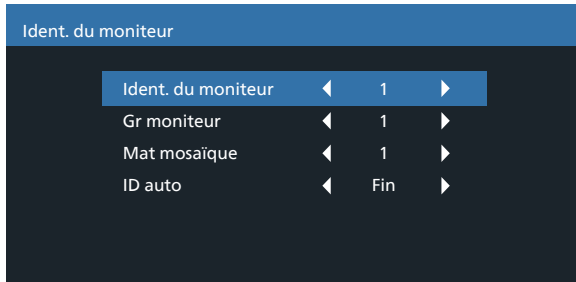 Ident. du moniteur
Ident. du moniteur 1
Gr moniteur 1
Mat mosaïque 1
ID auto Fin